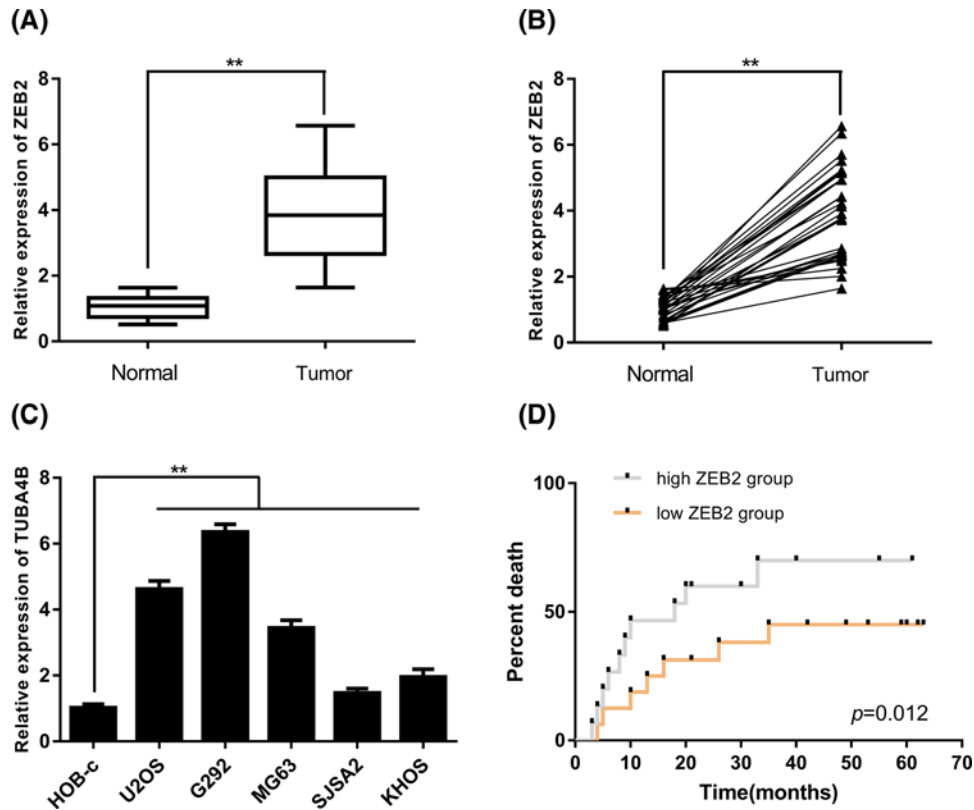 (A)
Relative expression of ZEB2
**
8
6
4
2
0
Normal
Tumor
(B)
Relative expression of ZEB2
**
8
6
4
2
0
Normal
Tumor
(C)
Relative expression of TUBA4B
**
8
6
4
2
0
HOB-c
U2OS
G292
MG63
SJSA2
KHOS
(D)
Percent death
100
50
0
high ZEB2 group
low ZEB2 group
p=0.012
0
10
20
30
40
50
60
70
Time(months)